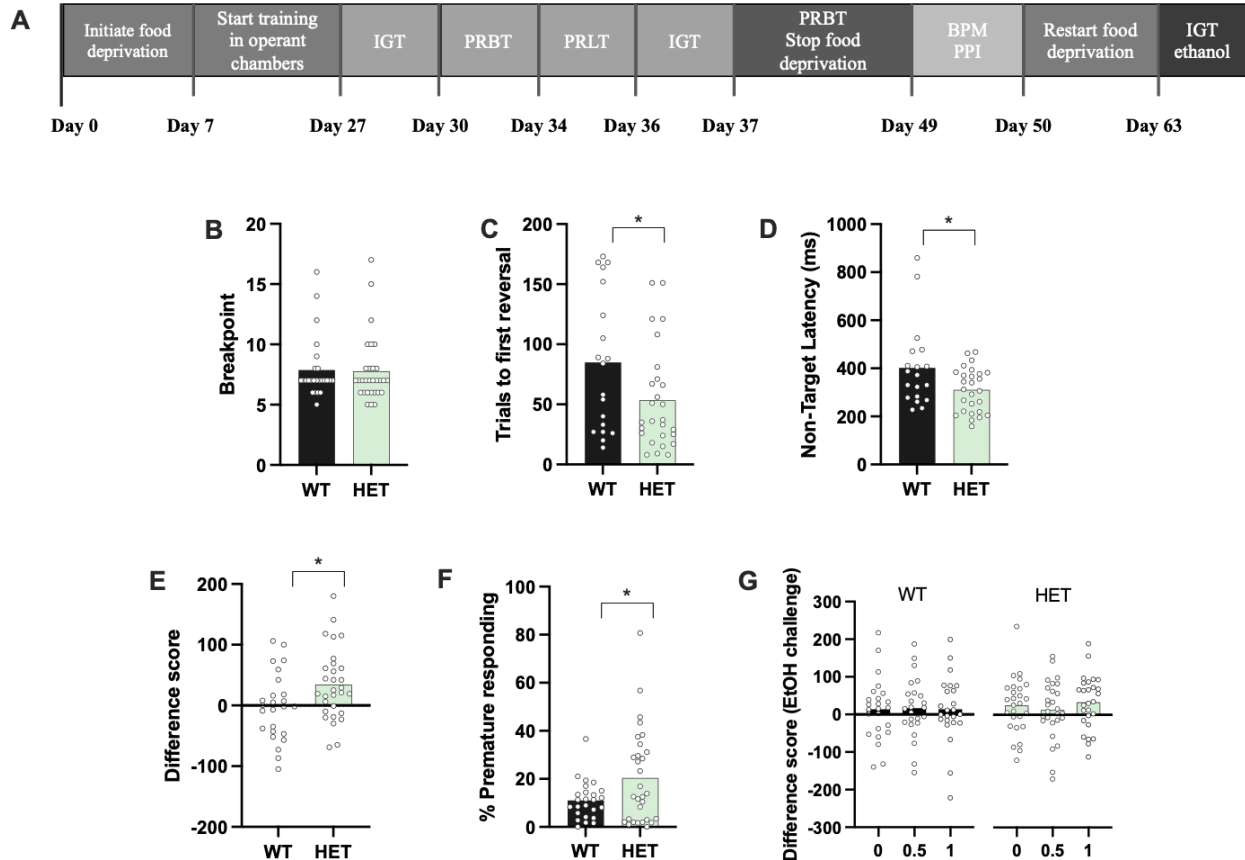 A
Initiate food
deprivation
Start training
in operant
chambers
IGT
PRBT
PRLT
IGT
PRBT
Stop food
deprivation
BPM
PPI
Restart food
deprivation
IGT
ethanol
Day 0
Day 7
Day 27
Day 30
Day 34
Day 36
Day 37
Day 49
Day 50
Day 63
B
Breakpoint
20
15
10
5
0
WT
HET
C
Trials to first reversal
200
150
100
50
0
*
WT
HET
D
Non-Target Latency (ms)
1000
800
600
400
200
0
*
WT
HET
E
Difference score
200
100
0
-100
-200
*
WT
HET
F
% Premature responding
100
80
60
40
20
0
*
WT
HET
G
Difference score (EtOH challenge)
300
200
100
0
-100
-200
-300
WT
HET
0
0.5
1
0
0.5
1